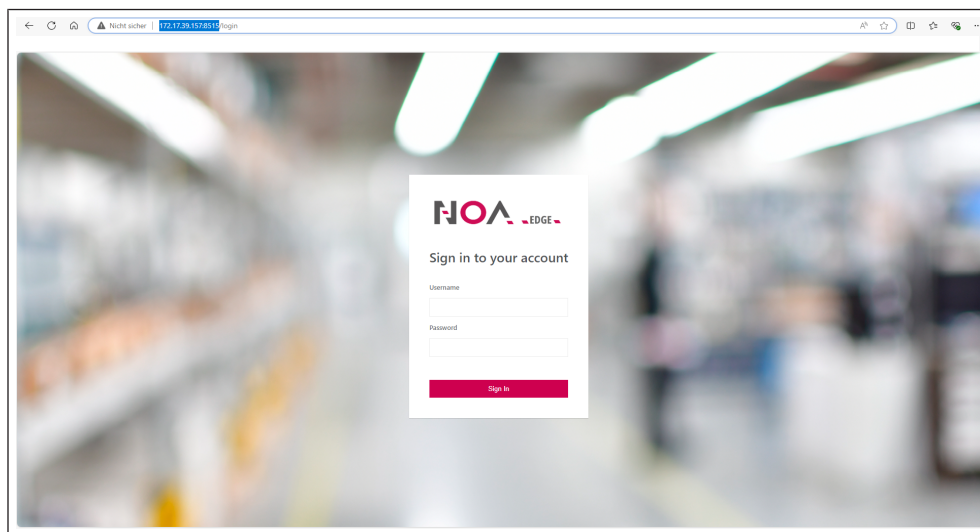 Nicht sicher | 172.17.39.157:8515/login
NOA EDGE
Sign in to your account
Username
Password
Sign In